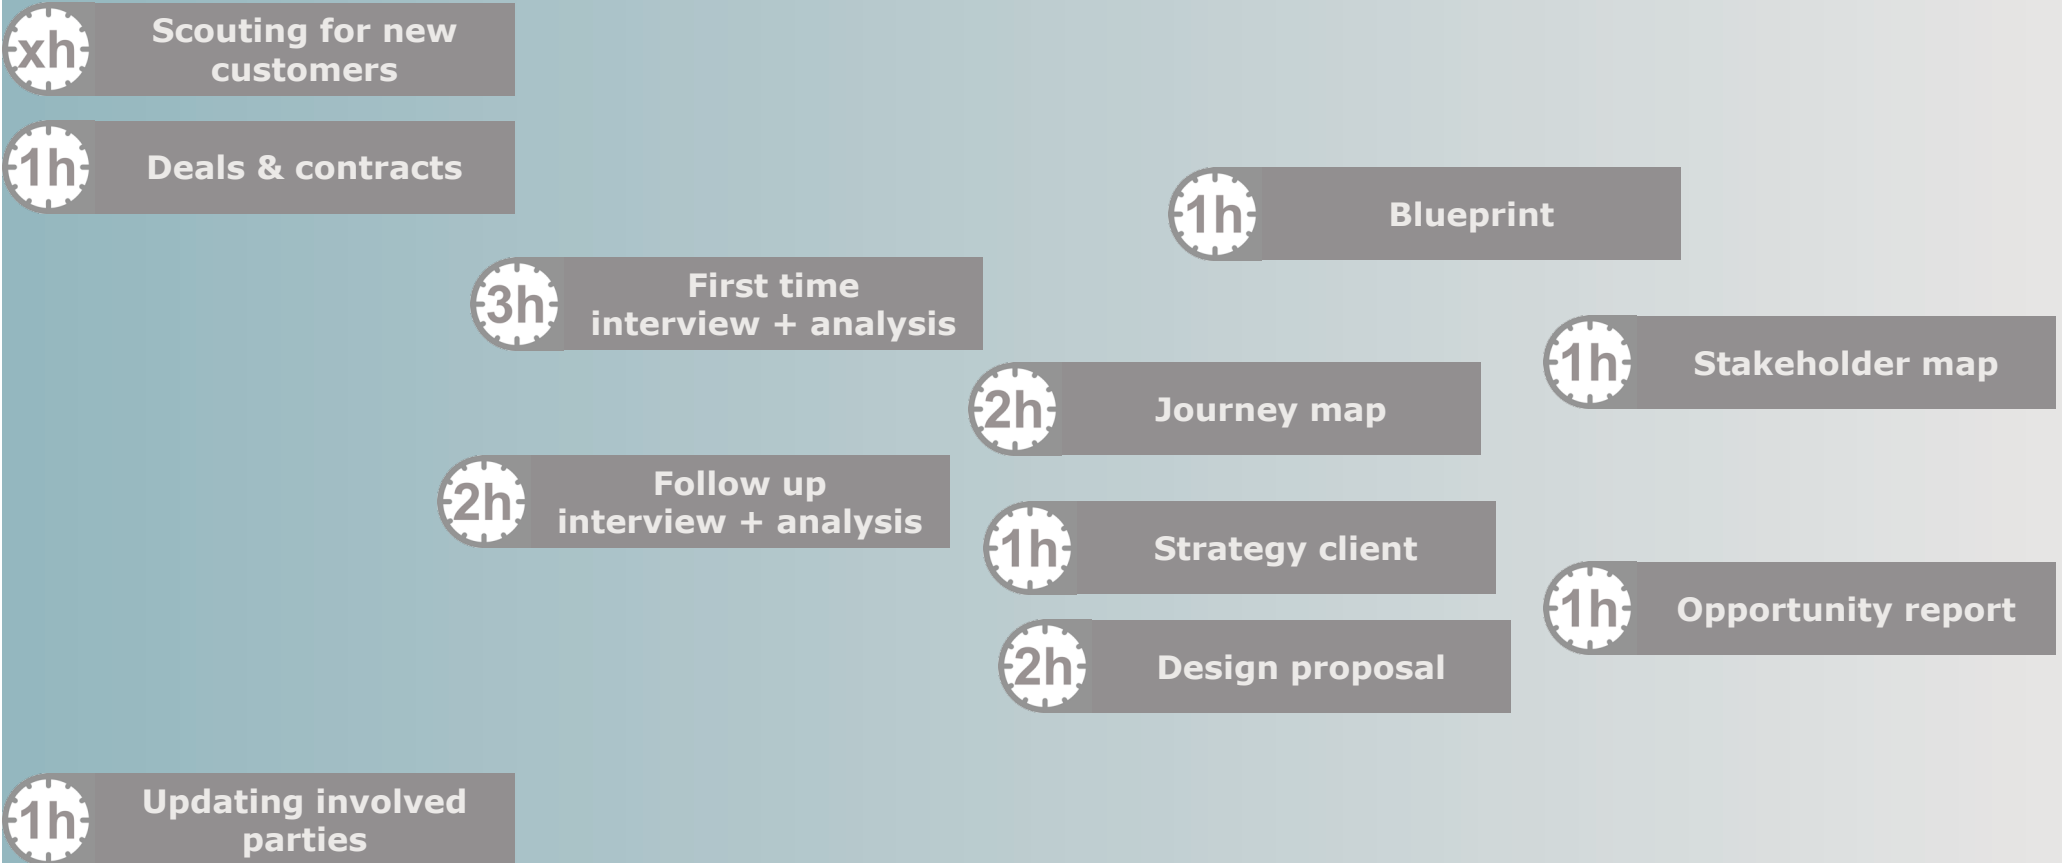 xh
Scouting for new
customers
1h
Deals & contracts
1h
Blueprint
3h
First time
interview + analysis
1h
Stakeholder map
2h
Journey map
2h
Follow up
interview + analysis
1h
Strategy client
1h
Opportunity report
2h
Design proposal
1h
Updating involved
parties